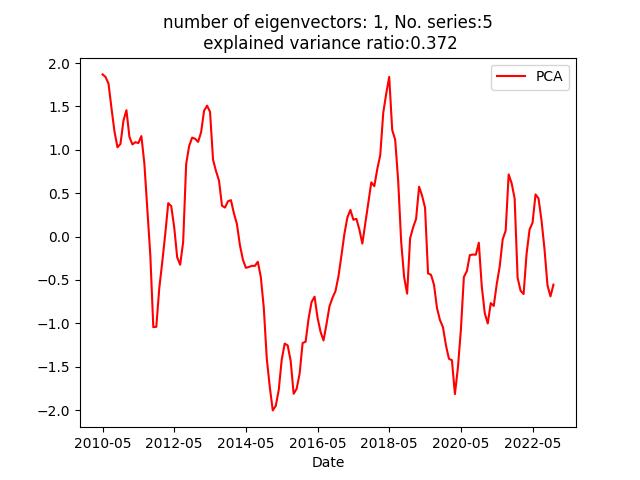 number of eigenvectors: 1, No. series:5
explained variance ratio:0.372
PCA
2.0
1.5
1.0
0.5
0.0
−0.5
−1.0
−1.5
−2.0
2010-05 2012-05 2014-05 2016-05 2018-05 2020-05 2022-05
Date